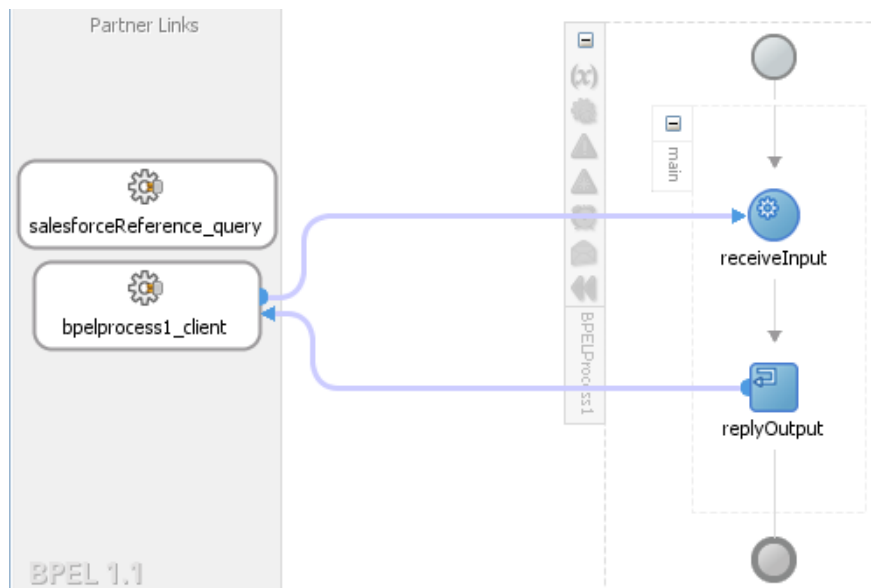 Partner Links
salesforceReference_query
bpelprocess1_client
BPEL 1.1
(x)
BPELProcess1
main
receiveInput
replyOutput